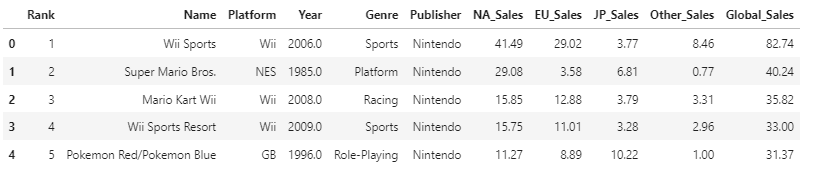 Rank Name Platform Year Genre Publisher NA_Sales EU_Sales JP_Sales Other_Sales Global_Sales
0 1 Wii Sports Wii 2006.0 Sports Nintendo 41.49 29.02 3.77 8.46 82.74
1 2 Super Mario Bros. NES 1985.0 Platform Nintendo 29.08 3.58 6.81 0.77 40.24
2 3 Mario Kart Wii Wii 2008.0 Racing Nintendo 15.85 12.88 3.79 3.31 35.82
3 4 Wii Sports Resort Wii 2009.0 Sports Nintendo 15.75 11.01 3.28 2.96 33.00
4 5 Pokemon Red/Pokemon Blue GB 1996.0 Role-Playing Nintendo 11.27 8.89 10.22 1.00 31.37